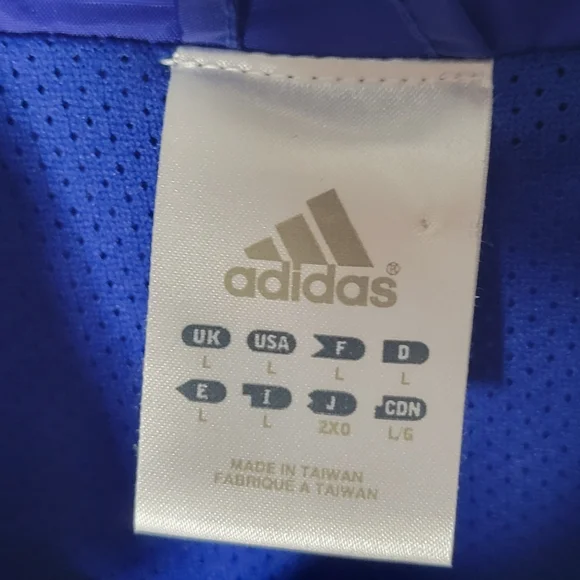 adidas®
UK USA F D
L L L L
E I J CDN
L L 2XO L/G
MADE IN TAIWAN
FABRIQUE A TAIWAN